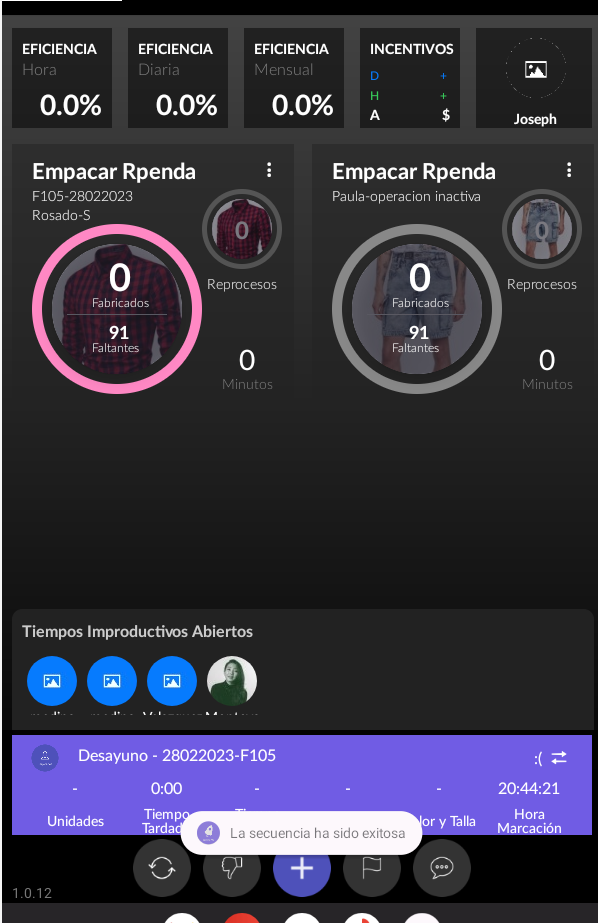 EFICIENCIA
Hora
0.0%
EFICIENCIA
Diaria
0.0%
EFICIENCIA
Mensual
0.0%
INCENTIVOS
D +
H +
A $
Joseph
Empacar Rpenda
F105-28022023
Rosado-S
0
Fabricados
91
Faltantes
0
Reprocesos
0
Minutos
Empacar Rpenda
Paula-operacion inactiva
0
Fabricados
91
Faltantes
0
Reprocesos
0
Minutos
Tiempos Improductivos Abiertos
Desayuno - 28022023-F105
:(
- 0:00 - - - 20:44:21
Unidades
Tiempo
Tardad
lor y Talla
Hora
Marcación
La secuencia ha sido exitosa
1.0.12